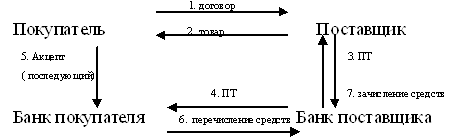 1. договор
Покупатель
Поставщик
2. товар
5. Акцепт
( последующий)
3. ПТ
4. ПТ
7. зачисление средств
Банк покупателя
Банк поставщика
6. перечисление средств